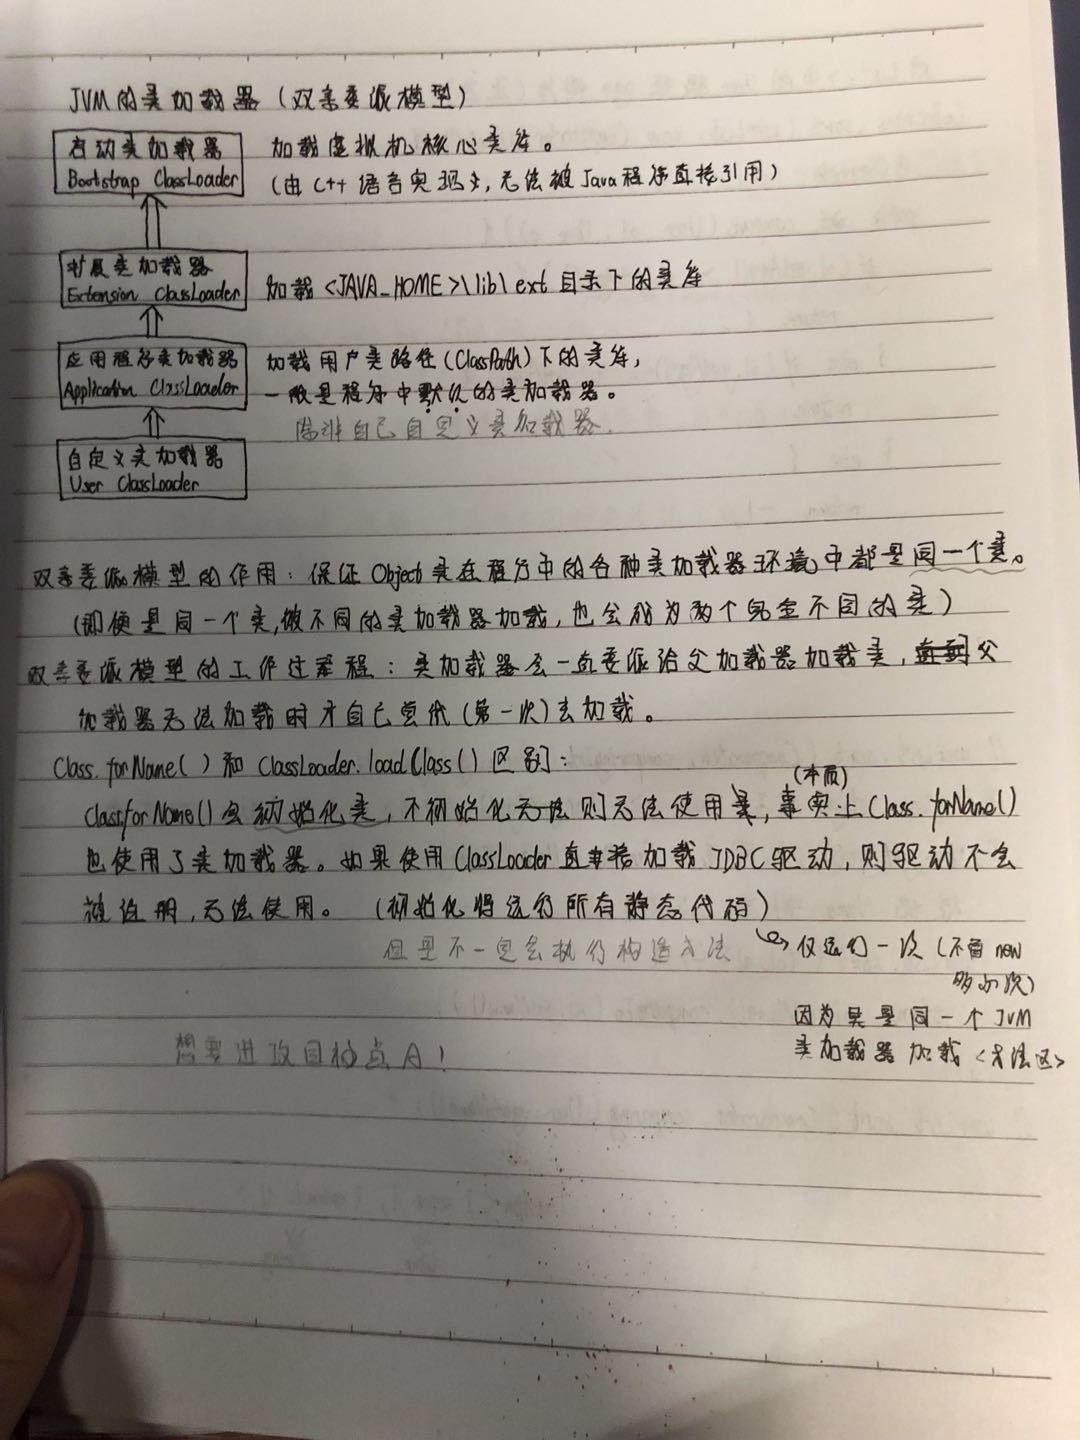 JVM的类加载器(双亲委派模型)
启动类加载器
Bootstrap ClassLoader
加载虚拟机核心类库。
(由C++语言实现,无法被Java程序直接引用)
扩展类加载器
Extension ClassLoader
加载<JAVA_HOME>\lib\ext目录下的类库
应用程序类加载器
Application ClassLoader
加载用户类路径(ClassPath)下的类库,
一般是程序中默认的类加载器。
除非自己自定义类加载器.
自定义类加载器
User ClassLoader
双亲委派模型的作用:保证Object类在程序中的各种类加载器环境中都是同一个类。
(即便是同一个类,被不同的类加载器加载,也会成为两个完全不同的类)
双亲委派模型的工作过程:类加载器会一直委派给父加载器加载类,父
加载器无法加载时才自己尝试(第一次)去加载。
Class.forName()和ClassLoader.loadClass()区别:
Class.forName()会初始化类,不初始化则无法使用类,事实上Class.forName()
(本质)
也使用了类加载器。如果使用ClassLoader直接加载JDBC驱动,则驱动不会
被注册,无法使用。(初始化将运行所有静态代码)
但是不一定会执行构造方法
仅运行一次(不管new
多少次)
因为类是同一个JVM
类加载器加载<方法区>
想要进攻目标点A!